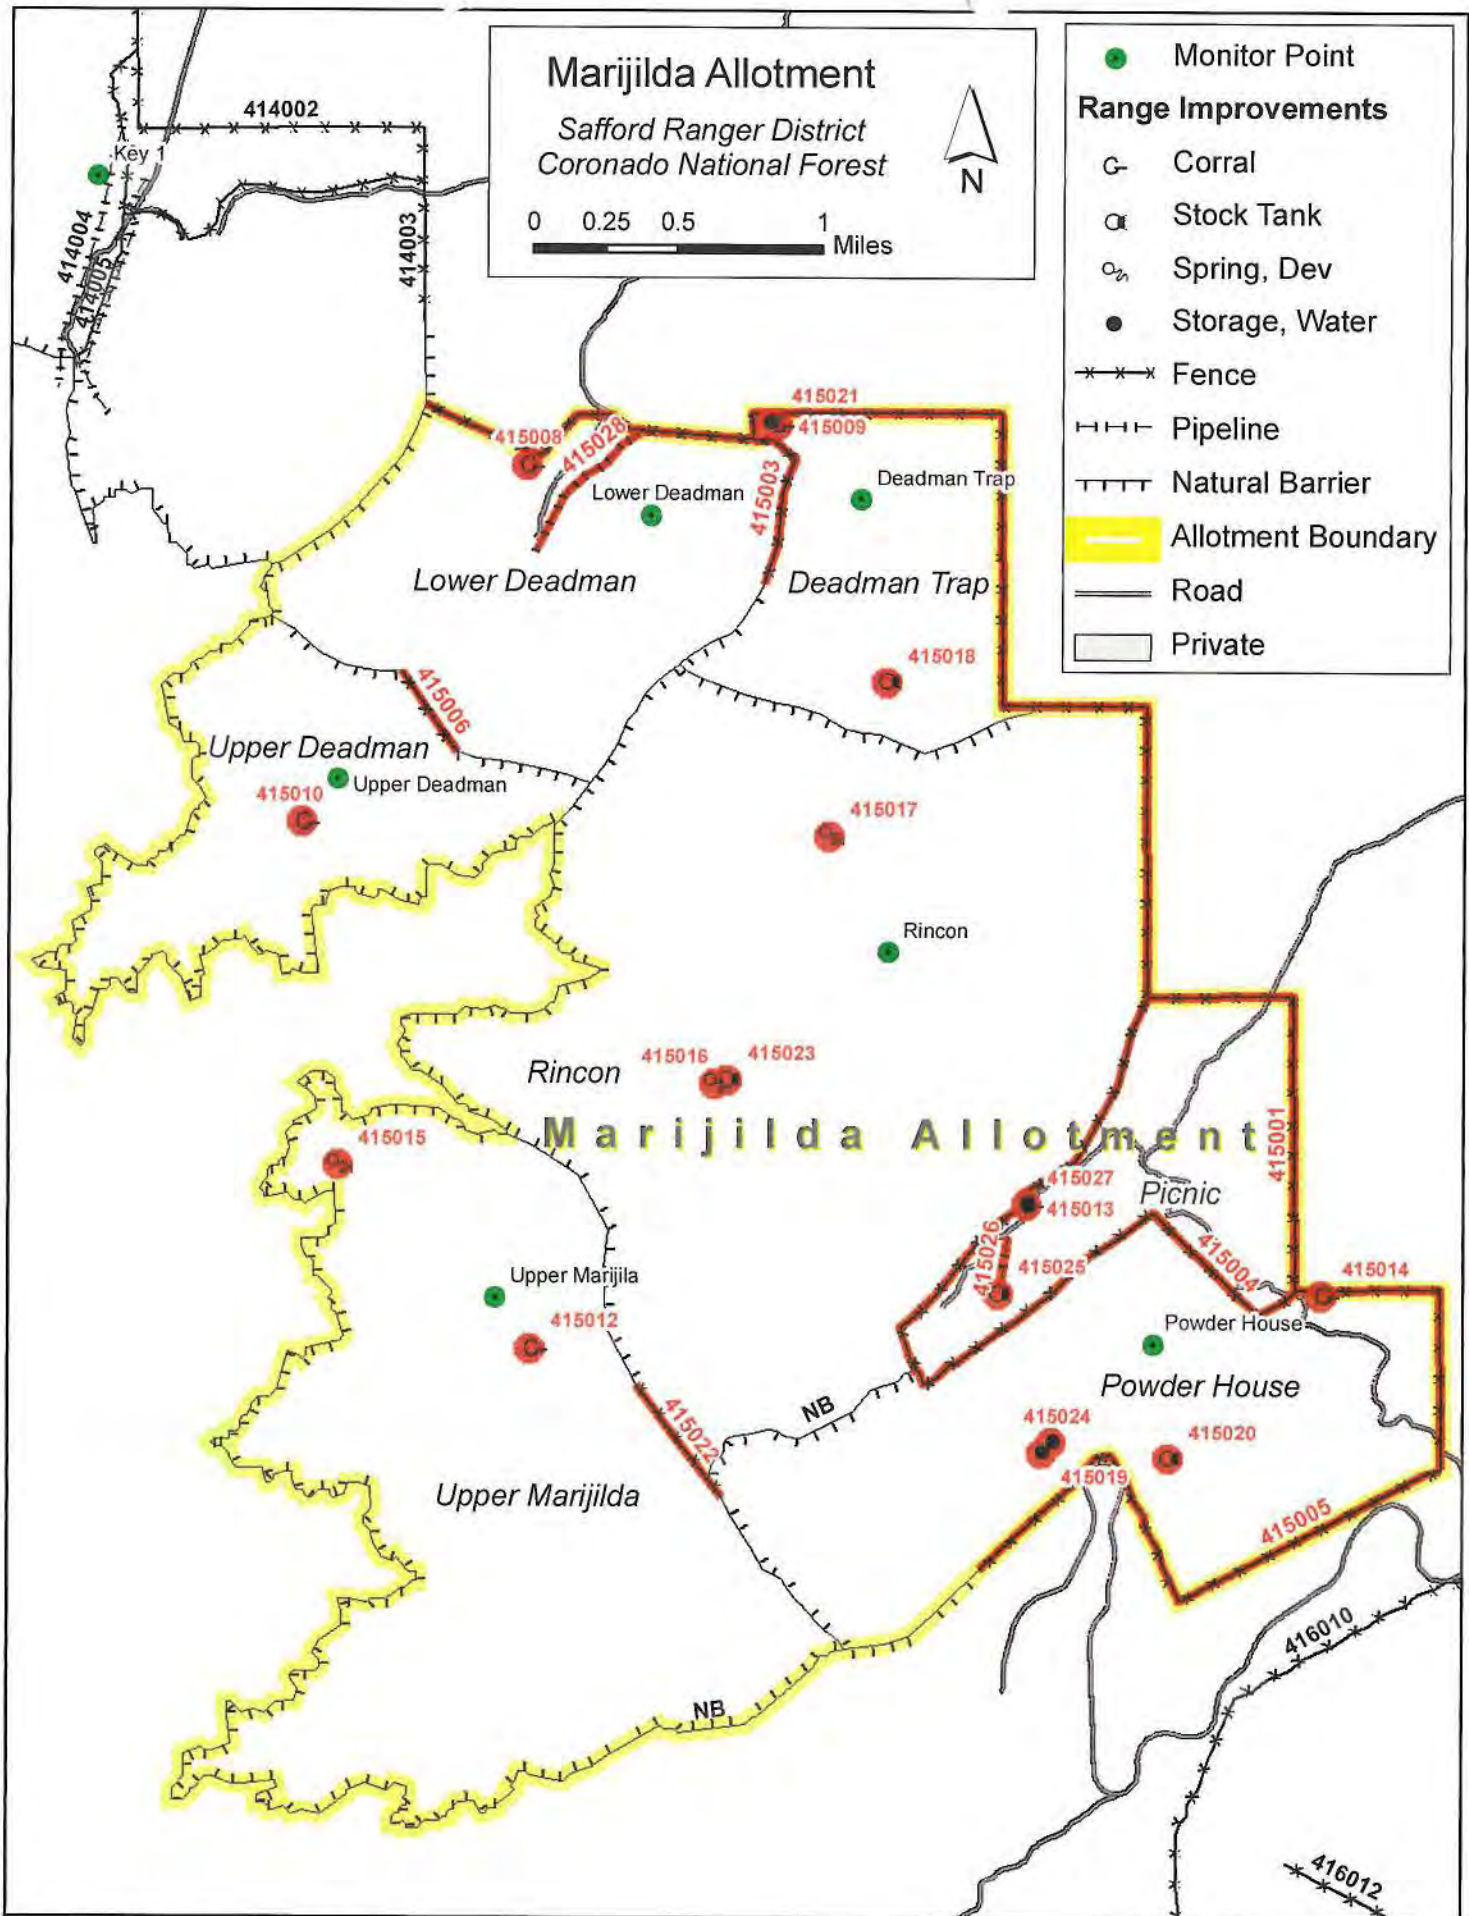 Marijilda Allotment
Safford Ranger District
Coronado National Forest
N
0 0.25 0.5 1
Miles
Monitor Point
Range Improvements
Corral
Stock Tank
Spring, Dev
Storage, Water
Fence
Pipeline
Natural Barrier
Allotment Boundary
Road
Private
414002
Key 1
414004
414005
414003
415021
415009
415008
415028
415003
Lower Deadman
Deadman Trap
Lower Deadman
Deadman Trap
415018
415006
Upper Deadman
Upper Deadman
415010
415017
Rincon
415016
415023
Rincon
Marijilda Allotment
415015
415001
415027
Picnic
415013
415026
415025
415004
415014
Upper Marijila
415012
Powder House
Powder House
NB
415022
415024
415020
415019
Upper Marijilda
415005
416010
NB
416012